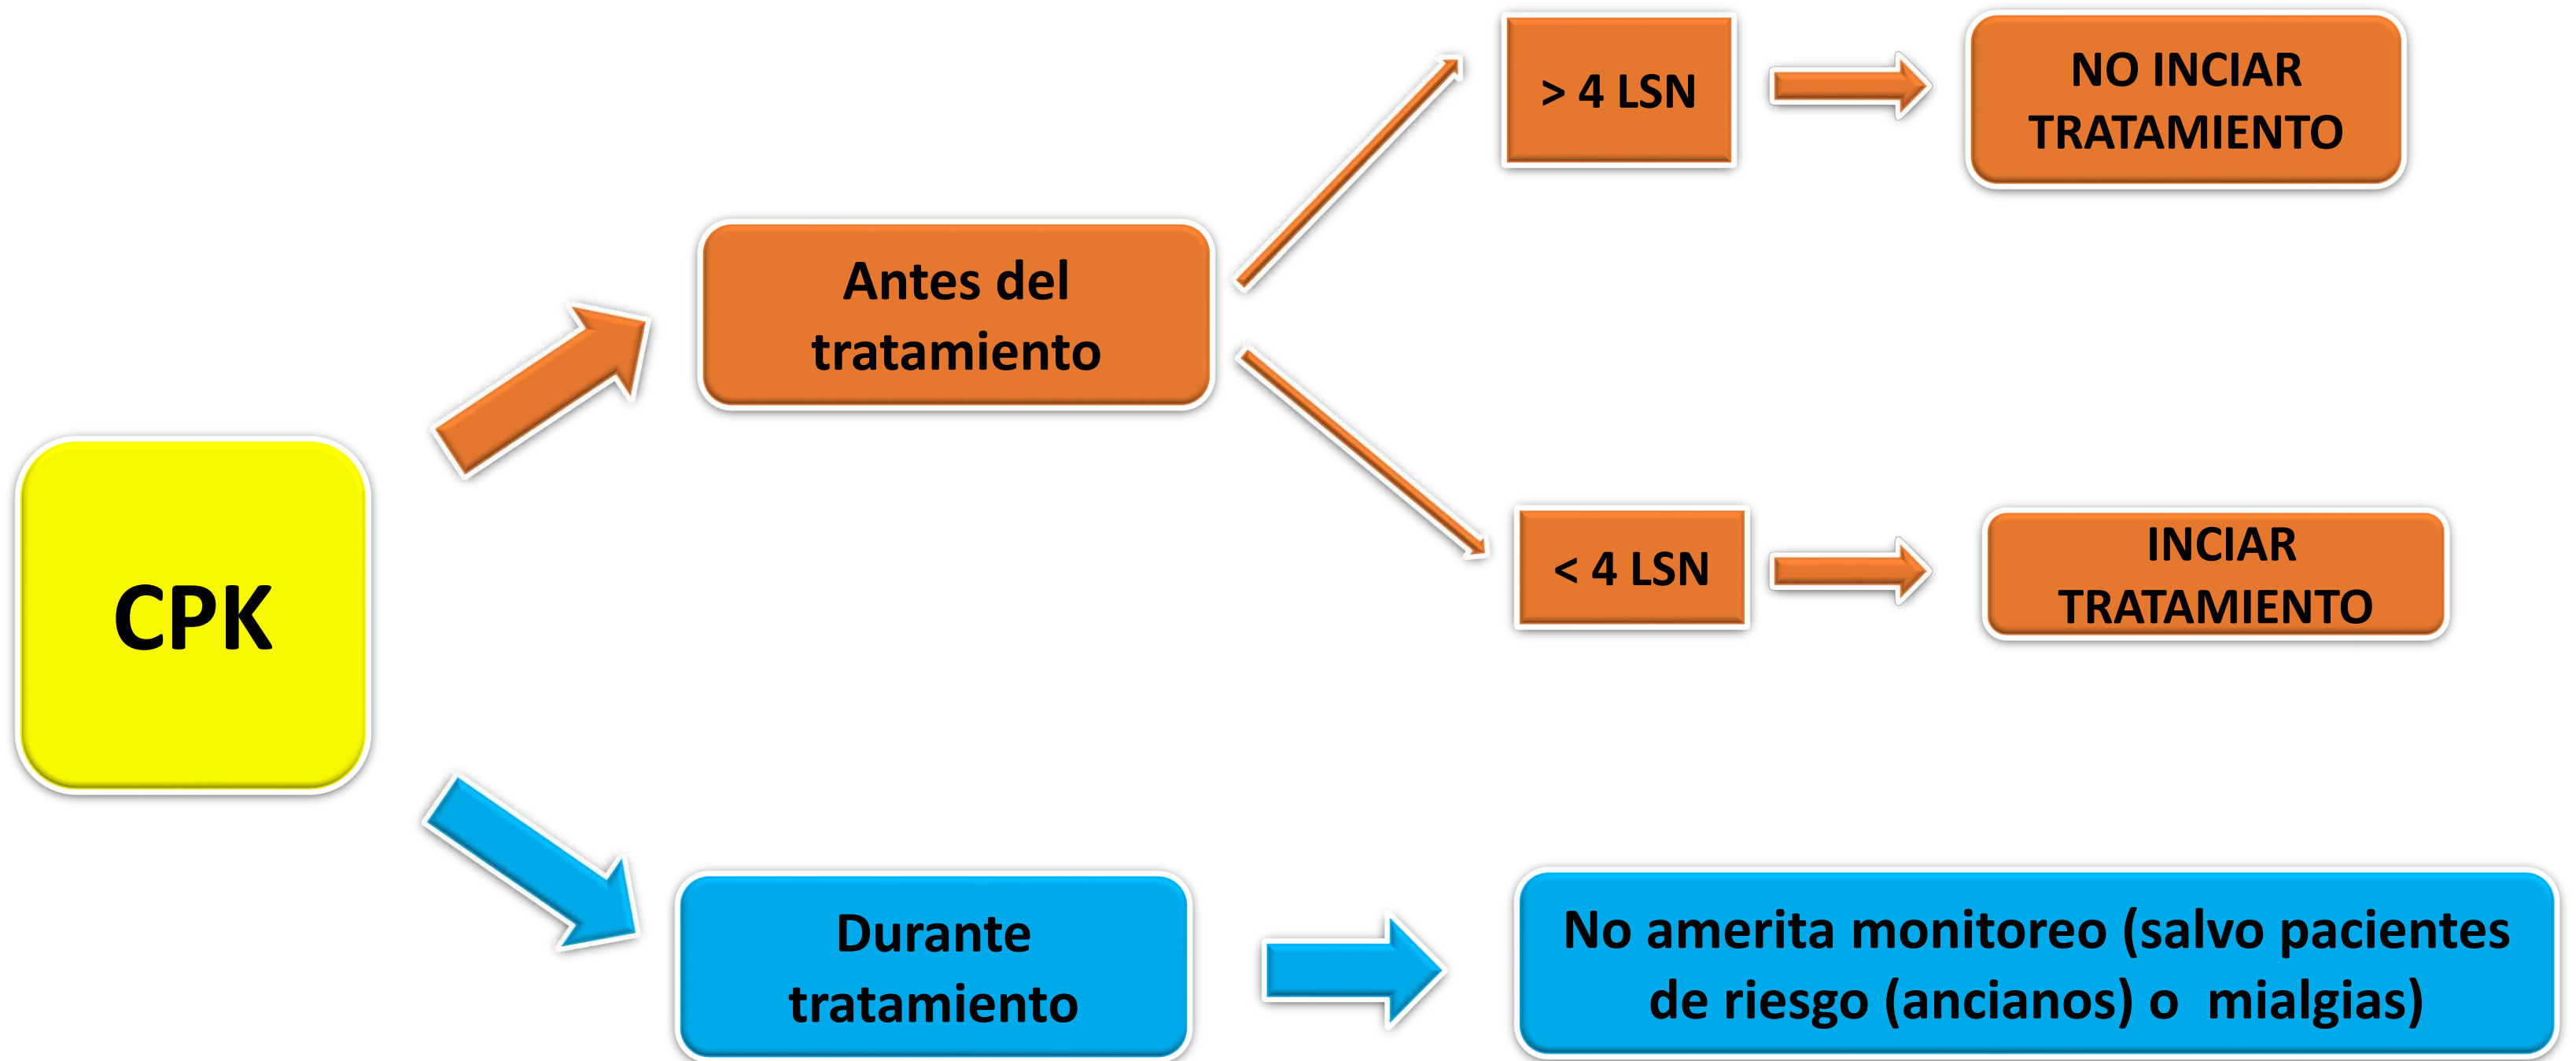 CPK
Antes del
tratamiento
> 4 LSN
NO INCIAR
TRATAMIENTO
< 4 LSN
INCIAR
TRATAMIENTO
Durante
tratamiento
No amerita monitoreo (salvo pacientes
de riesgo (ancianos) o  mialgias)